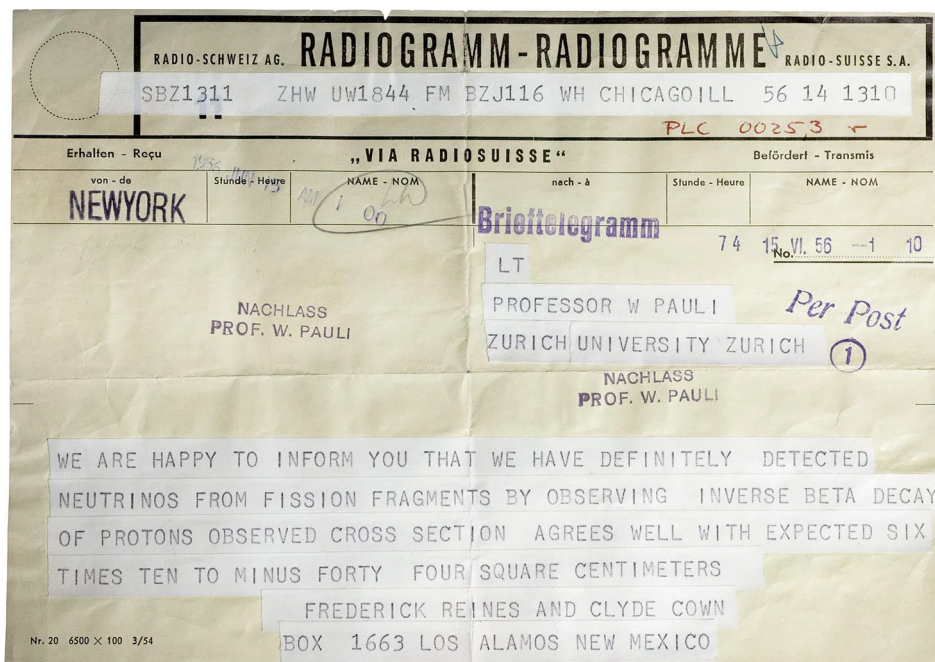 RADIO-SCHWEIZ AG. RADIOGRAMM-RADIOGRAMME RADIO-SUISSE S.A.
SBZ1311 ZHW UW1844 FM BZJ116 WH CHICAGOILL 56 14 1310
PLC 00253
Erhalten - Reçu „VIA RADIOSUISSE“ Befördert - Transmis
von - de Stunde - Heure NAME - NOM nach - à Stunde - Heure NAME - NOM
NEWYORK
Brieftelegramm
74 15. VI. 56 --1 10
No.
LT
PROFESSOR W PAULI
ZURICH UNIVERSITY ZURICH
Per Post
1
NACHLASS
PROF. W. PAULI
NACHLASS
PROF. W. PAULI
WE ARE HAPPY TO INFORM YOU THAT WE HAVE DEFINITELY DETECTED
NEUTRINOS FROM FISSION FRAGMENTS BY OBSERVING INVERSE BETA DECAY
OF PROTONS OBSERVED CROSS SECTION AGREES WELL WITH EXPECTED SIX
TIMES TEN TO MINUS FORTY FOUR SQUARE CENTIMETERS
FREDERICK REINES AND CLYDE COWN
BOX 1663 LOS ALAMOS NEW MEXICO
Nr. 20 6500 × 100 3/54